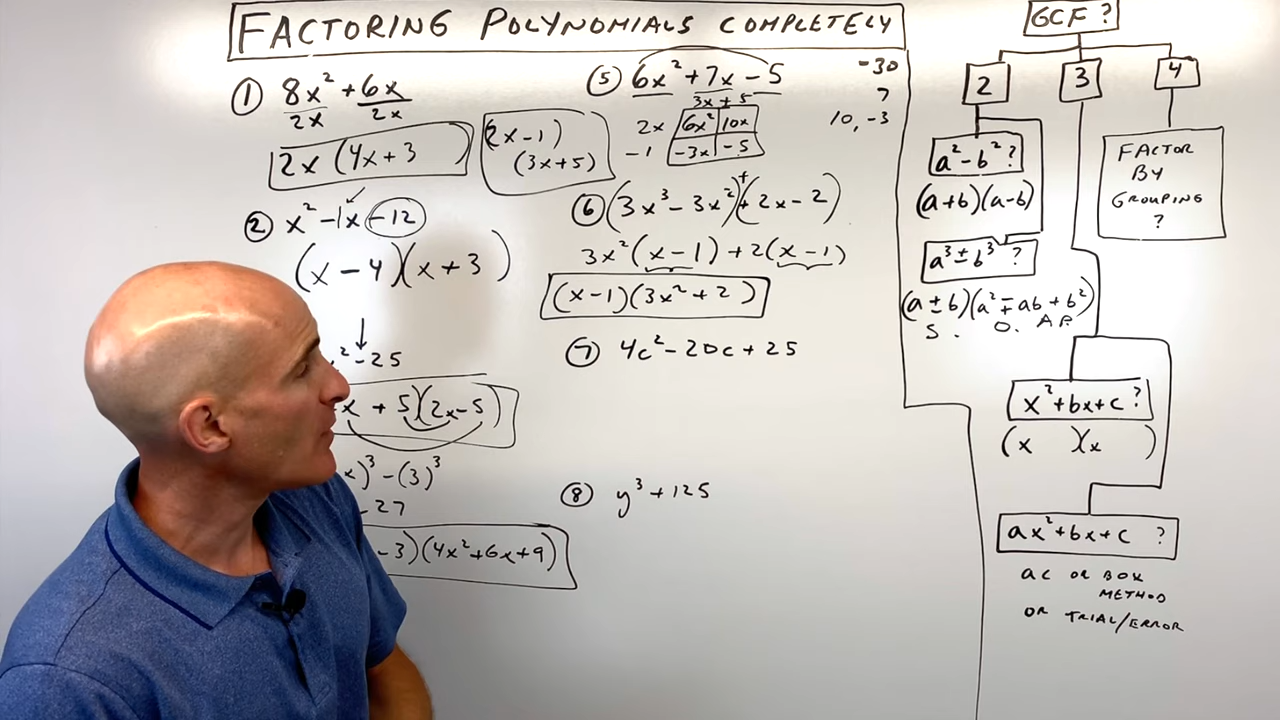 FACTORING POLYNOMIALS COMPLETELY
① 8x² + 6x
2x 2x
2x (4x + 3 )
② x² - 1x - 12
(x - 4)(x + 3 )
² - 25
x + 5)(2x - 5)
x)³ - (3)³
- 27
- 3)(4x² + 6x + 9)
⑤ 6x² + 7x - 5
-30
7
10, -3
3x + 5
2x 6x² 10x
-1 -3x -5
(2x - 1)
(3x + 5)
⑥ (3x³ - 3x²) + (2x - 2)
3x² (x - 1) + 2(x - 1)
(x - 1)(3x² + 2 )
⑦ 4c² - 20c + 25
⑧ y³ + 125
GCF ?
2 3 4
a² - b² ?
(a + b)(a - b)
a³ ± b³ ?
(a ± b)(a² ∓ ab + b²)
S. O. A.P.
FACTOR
BY
GROUPING
?
x² + bx + c ?
(x )(x )
ax² + bx + c ?
ac OR BOX
METHOD
OR TRIAL/ERROR